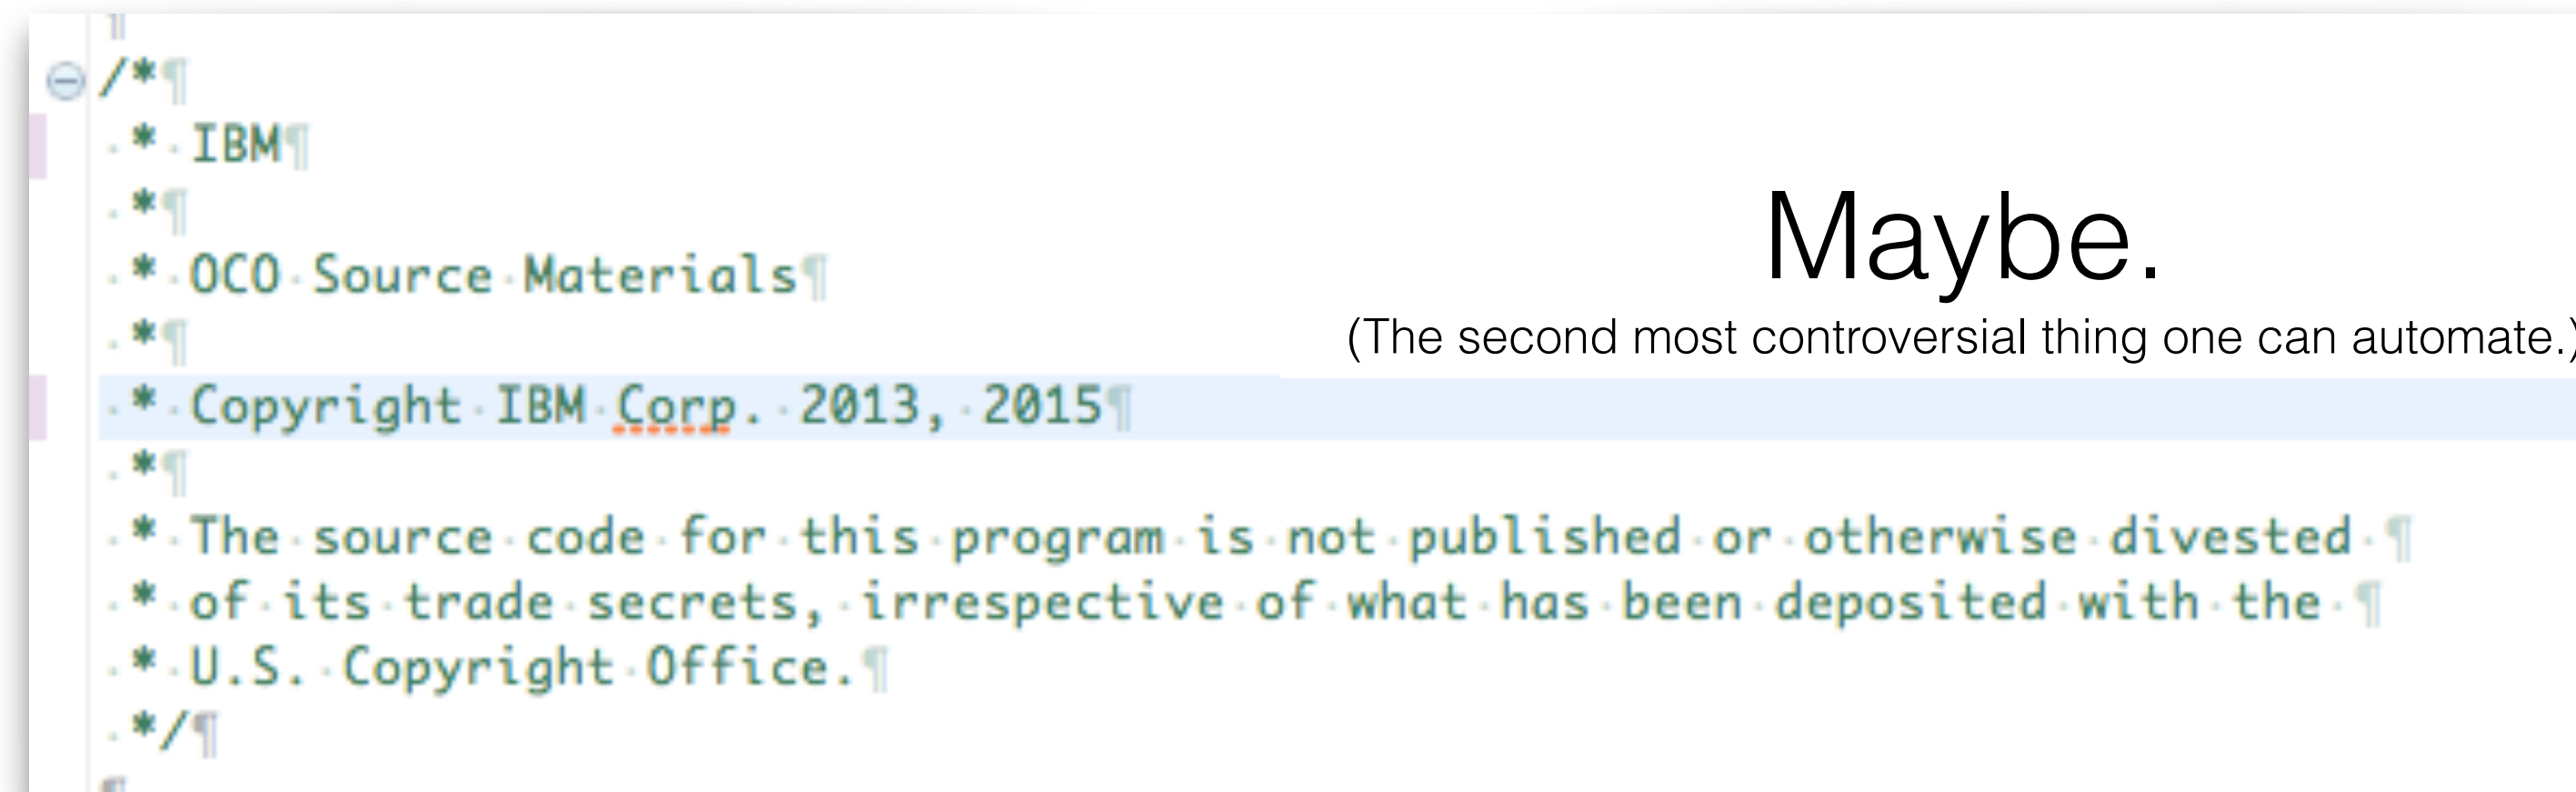 /*¶
 * IBM¶
 *¶
 * OCO Source Materials¶
 *¶
 * Copyright IBM Corp. 2013, 2015¶
 *¶
 * The source code for this program is not published or otherwise divested ¶
 * of its trade secrets, irrespective of what has been deposited with the ¶
 * U.S. Copyright Office.¶
 */¶
Maybe.
(The second most controversial thing one can automate.)